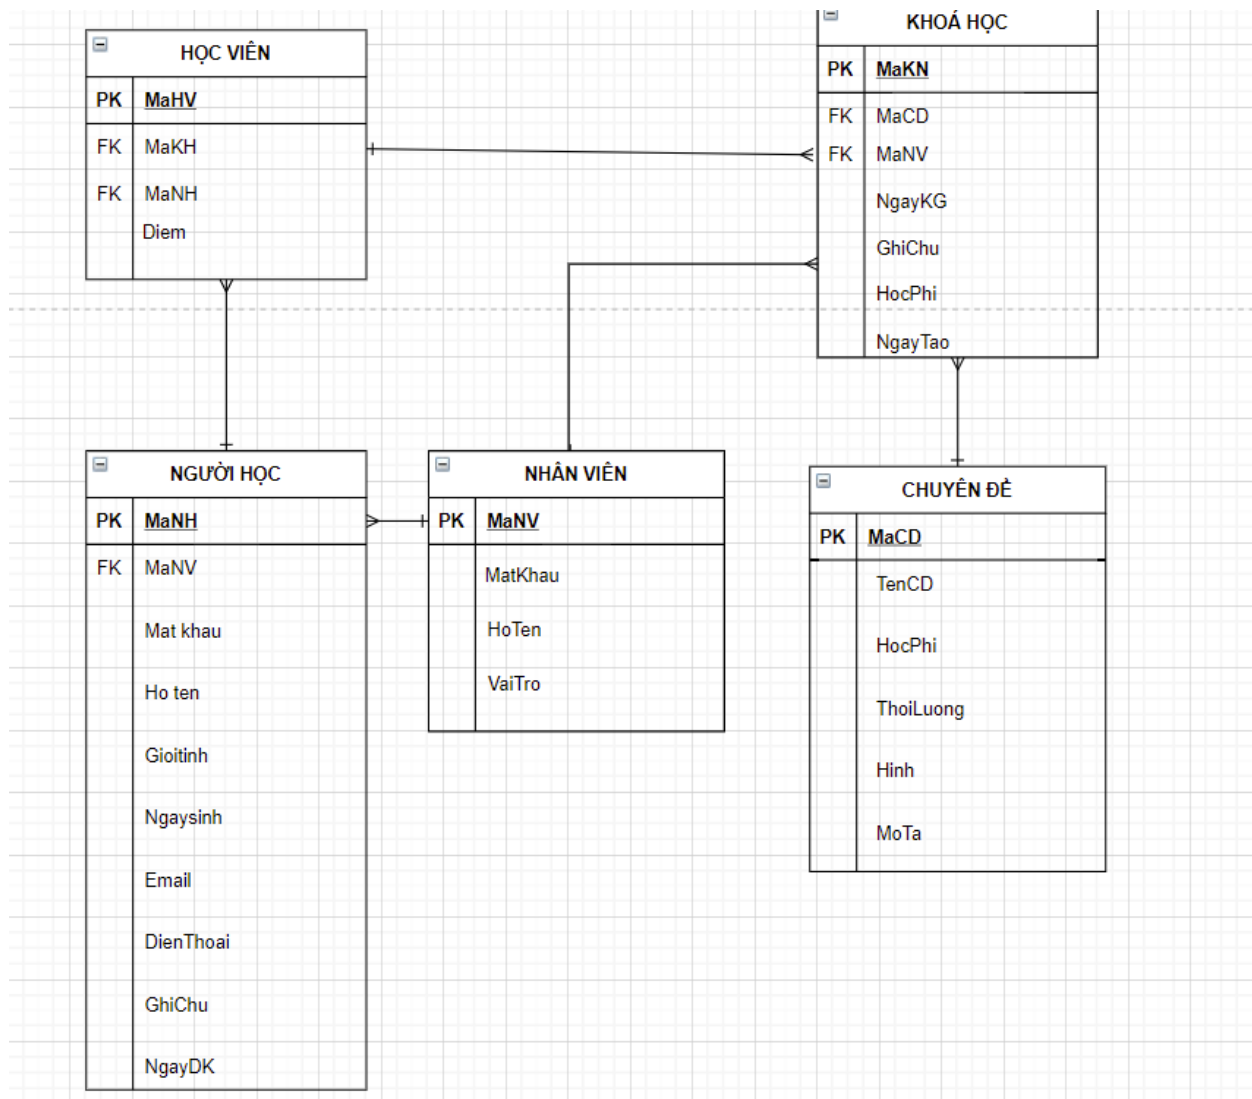 HỌC VIÊN
PK MaHV
FK MaKH
FK MaNH
Diem
KHOÁ HỌC
PK MaKN
FK MaCD
FK MaNV
NgayKG
GhiChu
HocPhi
NgayTao
NGƯỜI HỌC
PK MaNH
FK MaNV
Mat khau
Ho ten
Gioitinh
Ngaysinh
Email
DienThoai
GhiChu
NgayDK
NHÂN VIÊN
PK MaNV
MatKhau
HoTen
VaiTro
CHUYÊN ĐỀ
PK MaCD
TenCD
HocPhi
ThoiLuong
Hinh
MoTa